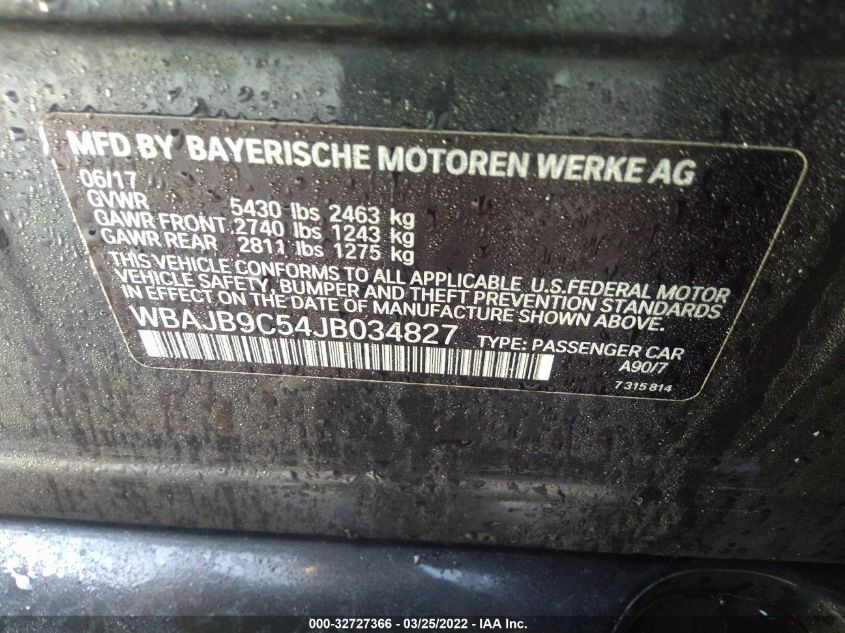 MFD BY BAYERISCHE MOTOREN WERKE AG
06/17
GVWR 5430 lbs 2463 kg
GAWR FRONT 2740 lbs 1243 kg
GAWR REAR 2811 lbs 1275 kg
THIS VEHICLE CONFORMS TO ALL APPLICABLE U.S.FEDERAL MOTOR
VEHICLE SAFETY, BUMPER AND THEFT PREVENTION STANDARDS
IN EFFECT ON THE DATE OF MANUFACTURE SHOWN ABOVE.
WBAJB9C54JB034827 TYPE: PASSENGER CAR
A90/7
7 315 814
000-32727366 - 03/25/2022 - IAA Inc.